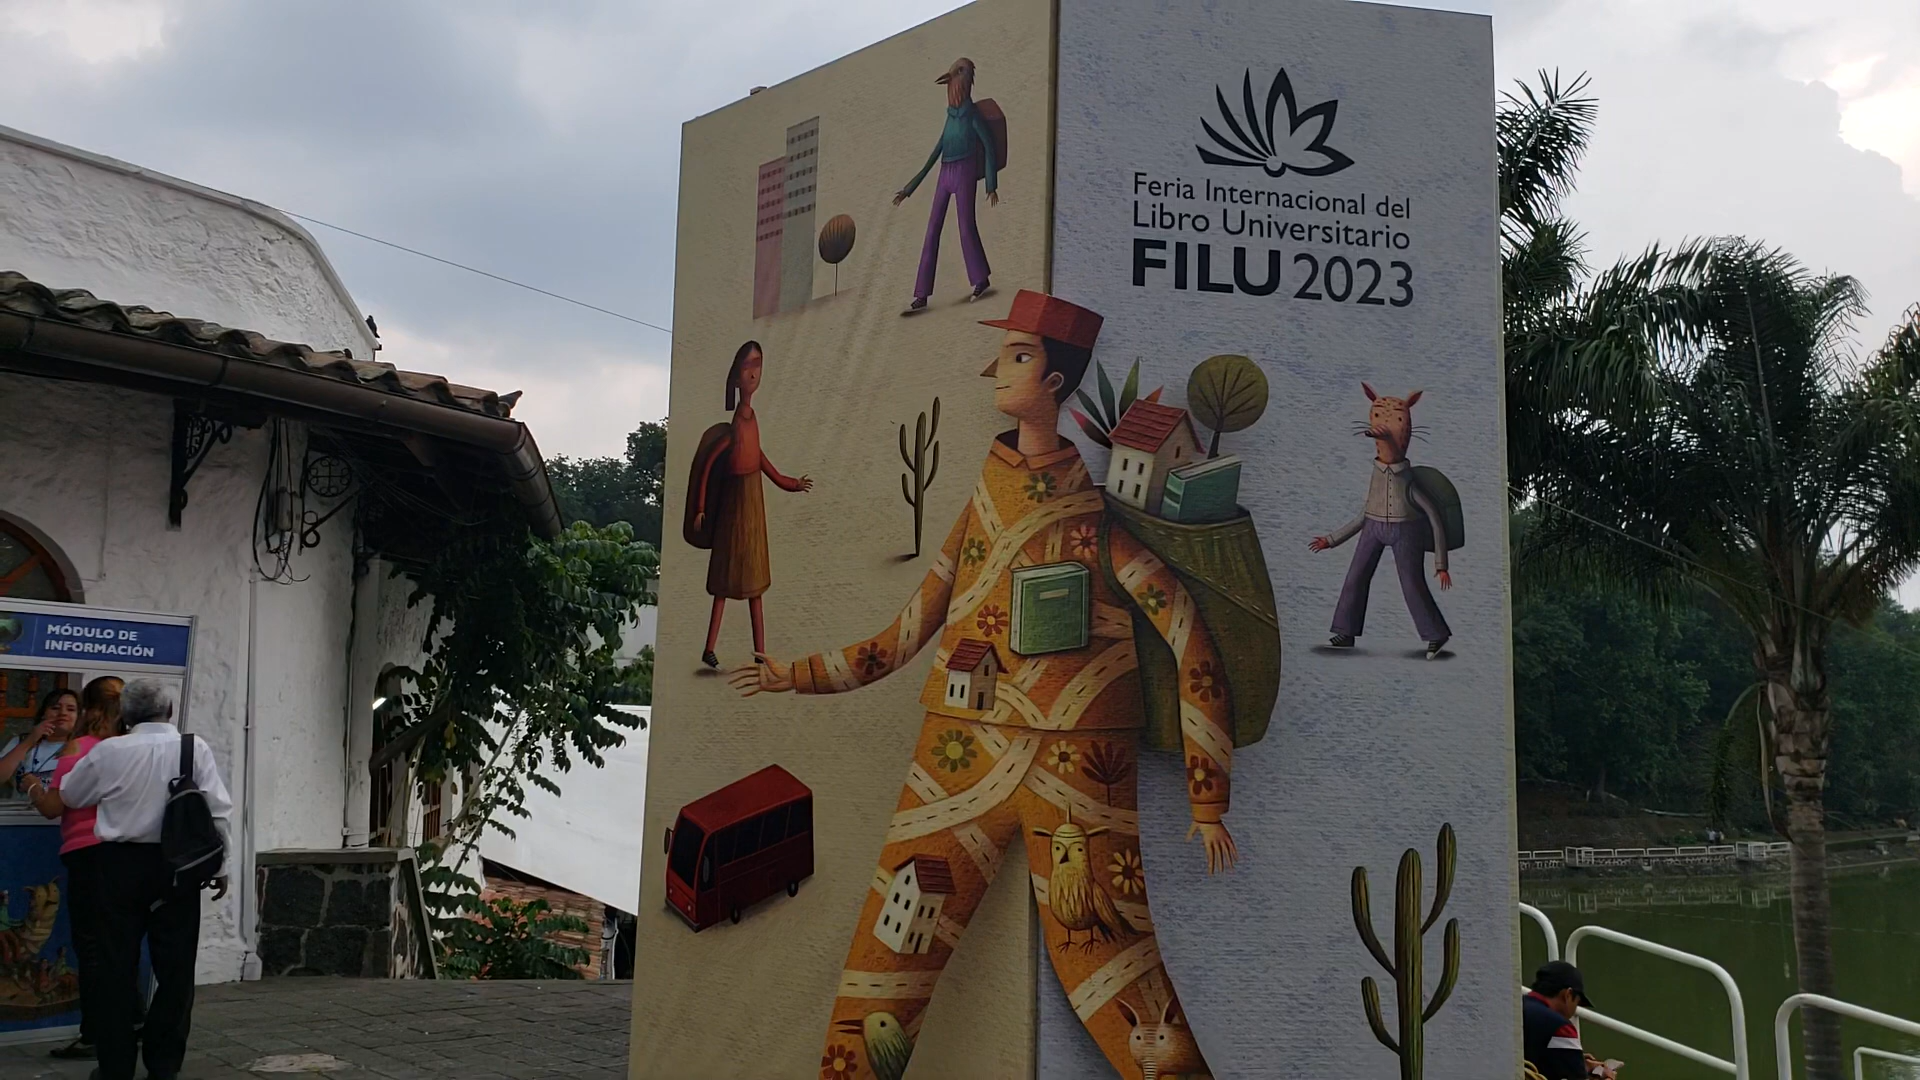 Feria Internacional del
Libro Universitario
FILU 2023
MÓDULO DE
INFORMACIÓN